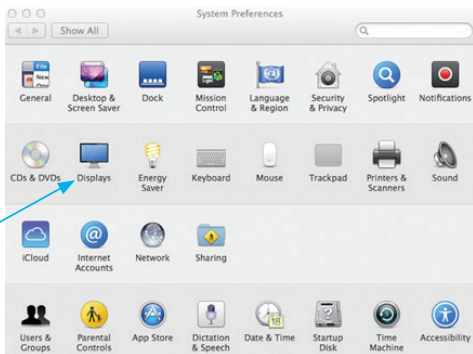 System Preferences
Show All
General
Desktop &
Screen Saver
Dock
Mission
Control
Language
& Region
Security
& Privacy
Spotlight
Notifications
CDs & DVDs
Displays
Energy
Saver
Keyboard
Mouse
Trackpad
Printers &
Scanners
Sound
iCloud
Internet
Accounts
Network
Sharing
Users &
Groups
Parental
Controls
App Store
Dictation
& Speech
Date & Time
Startup
Disk
Time
Machine
Accessibility